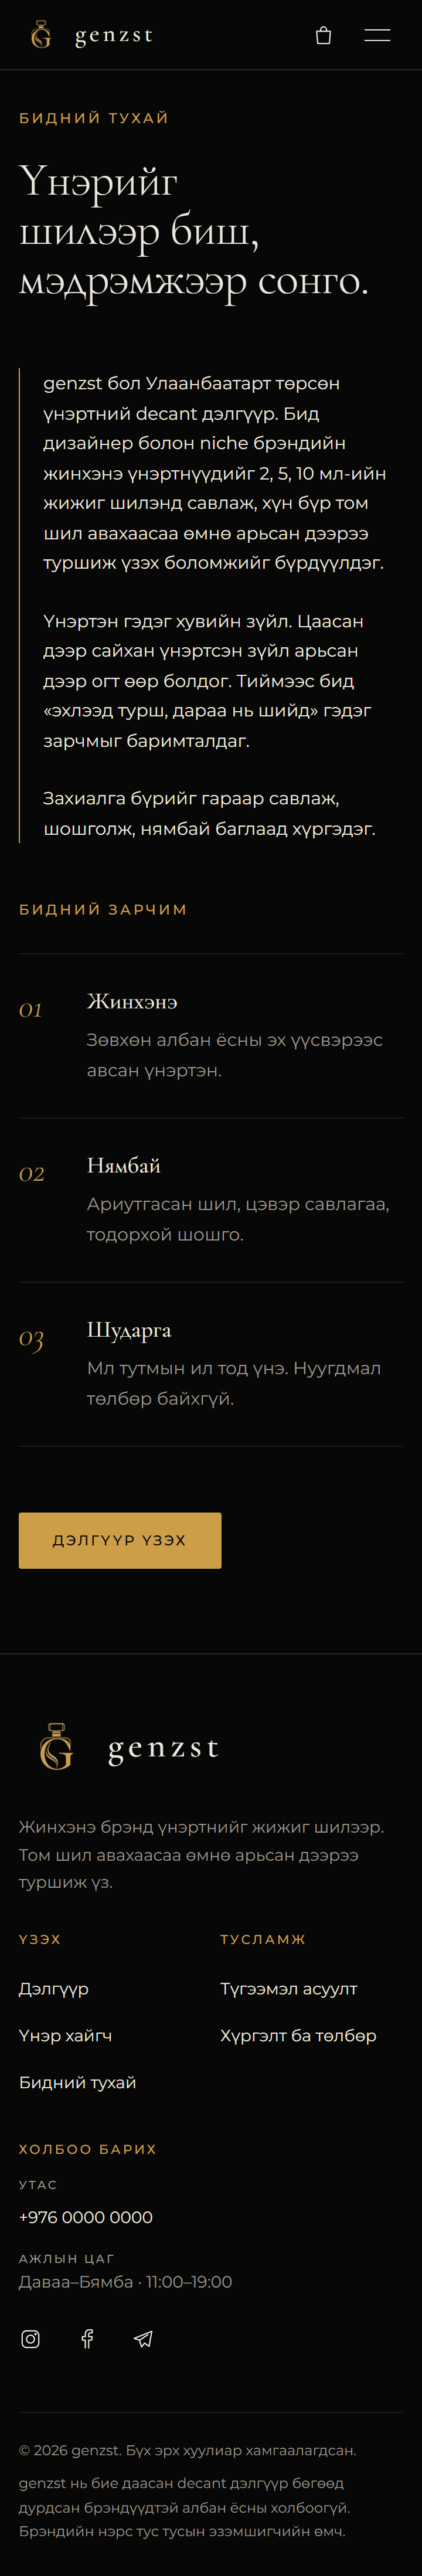 genzst
БИДНИЙ ТУХАЙ
Үнэрийг
шилээр биш,
мэдрэмжээр сонго.
genzst бол Улаанбаатарт төрсөн
үнэртний decant дэлгүүр. Бид
дизайнер болон niche брэндийн
жинхэнэ үнэртнүүдийг 2, 5, 10 мл-ийн
жижиг шилэнд савлаж, хүн бүр том
шил авахаасаа өмнө арьсан дээрээ
туршиж үзэх боломжийг бүрдүүлдэг.
Үнэртэн гэдэг хувийн зүйл. Цаасан
дээр сайхан үнэртсэн зүйл арьсан
дээр огт өөр болдог. Тиймээс бид
«эхлээд турш, дараа нь шийд» гэдэг
зарчмыг баримталдаг.
Захиалга бүрийг гараар савлаж,
шошголж, нямбай баглаад хүргэдэг.
БИДНИЙ ЗАРЧИМ
01 Жинхэнэ
Зөвхөн албан ёсны эх үүсвэрээс
авсан үнэртэн.
02 Нямбай
Ариутгасан шил, цэвэр савлагаа,
тодорхой шошго.
03 Шударга
Мл тутмын ил тод үнэ. Нуугдмал
төлбөр байхгүй.
ДЭЛГҮҮР ҮЗЭХ
genzst
Жинхэнэ брэнд үнэртнийг жижиг шилээр.
Том шил авахаасаа өмнө арьсан дээрээ
туршиж үз.
ҮЗЭХ
Дэлгүүр
Үнэр хайгч
Бидний тухай
ТУСЛАМЖ
Түгээмэл асуулт
Хүргэлт ба төлбөр
ХОЛБОО БАРИХ
УТАС
+976 0000 0000
АЖЛЫН ЦАГ
Даваа–Бямба · 11:00–19:00
© 2026 genzst. Бүх эрх хуулиар хамгаалагдсан.
genzst нь бие даасан decant дэлгүүр бөгөөд
дурдсан брэндүүдтэй албан ёсны холбоогүй.
Брэндийн нэрс тус тусын эзэмшигчийн өмч.